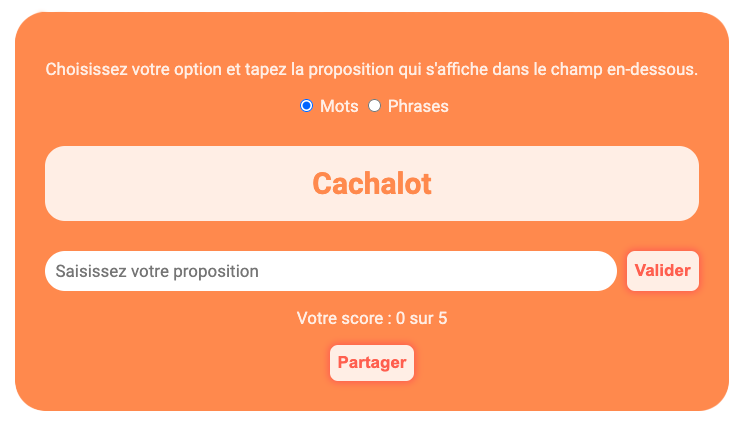 Choisissez votre option et tapez la proposition qui s'affiche dans le champ en-dessous.
Mots Phrases
Cachalot
Saisissez votre proposition Valider
Votre score : 0 sur 5
Partager